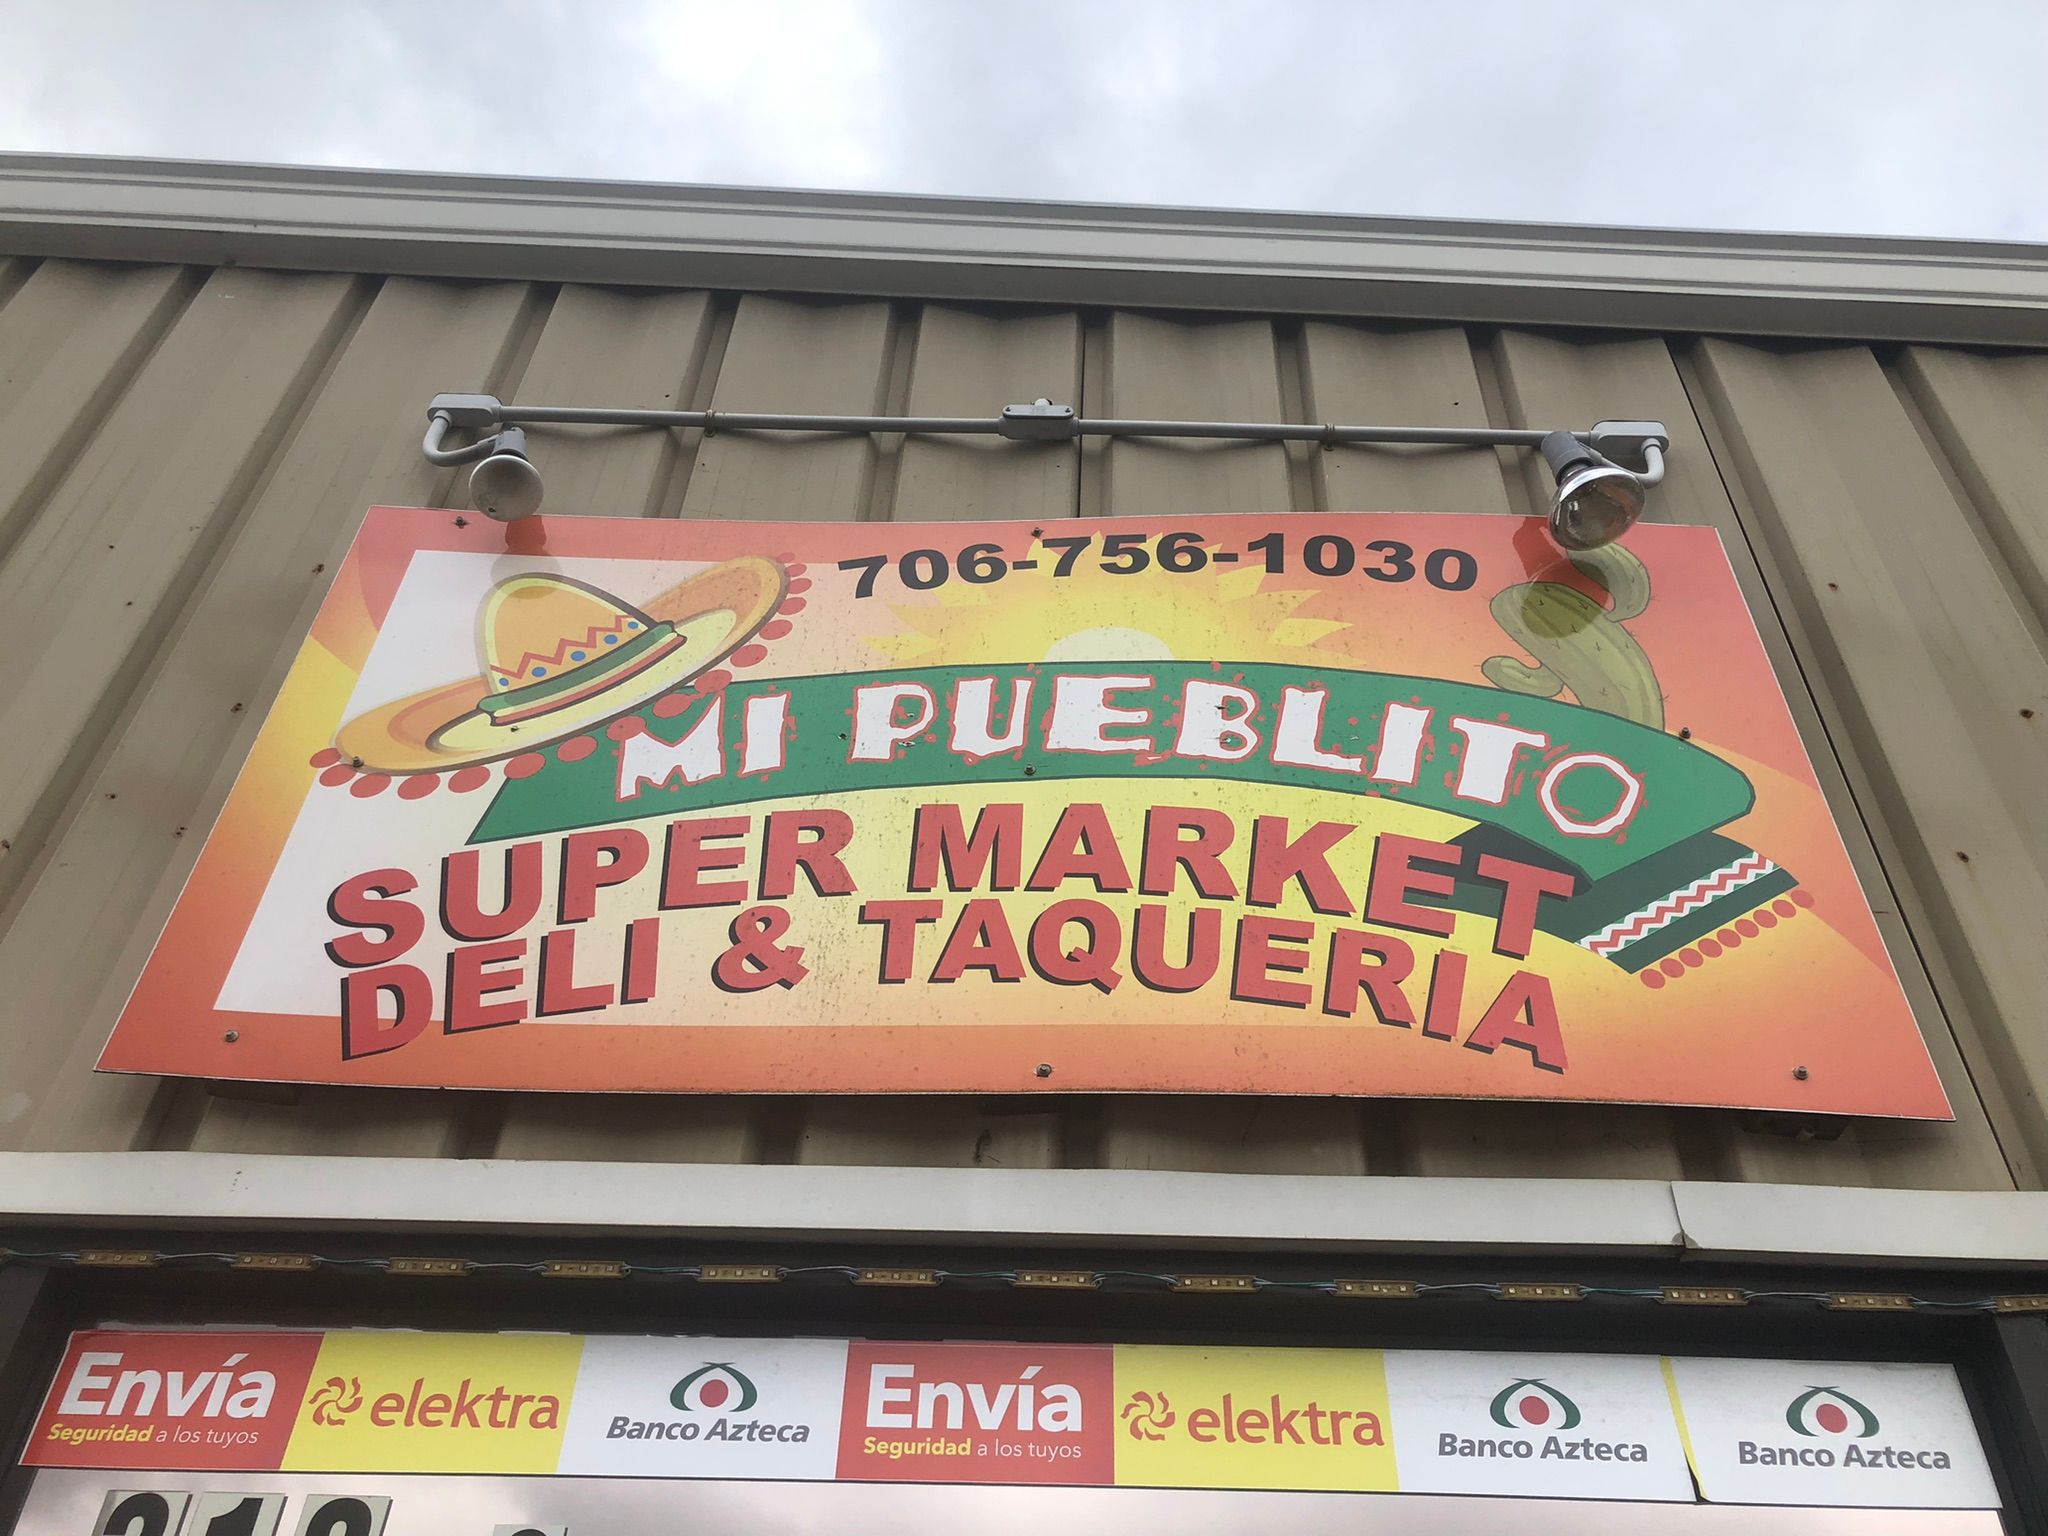 706-756-1030
MI PUEBLITO
SUPER MARKET
DELI & TAQUERIA
Envía elektra Banco Azteca Envía elektra Banco Azteca Banco Azteca
Seguridad a los tuyos Seguridad a los tuyos